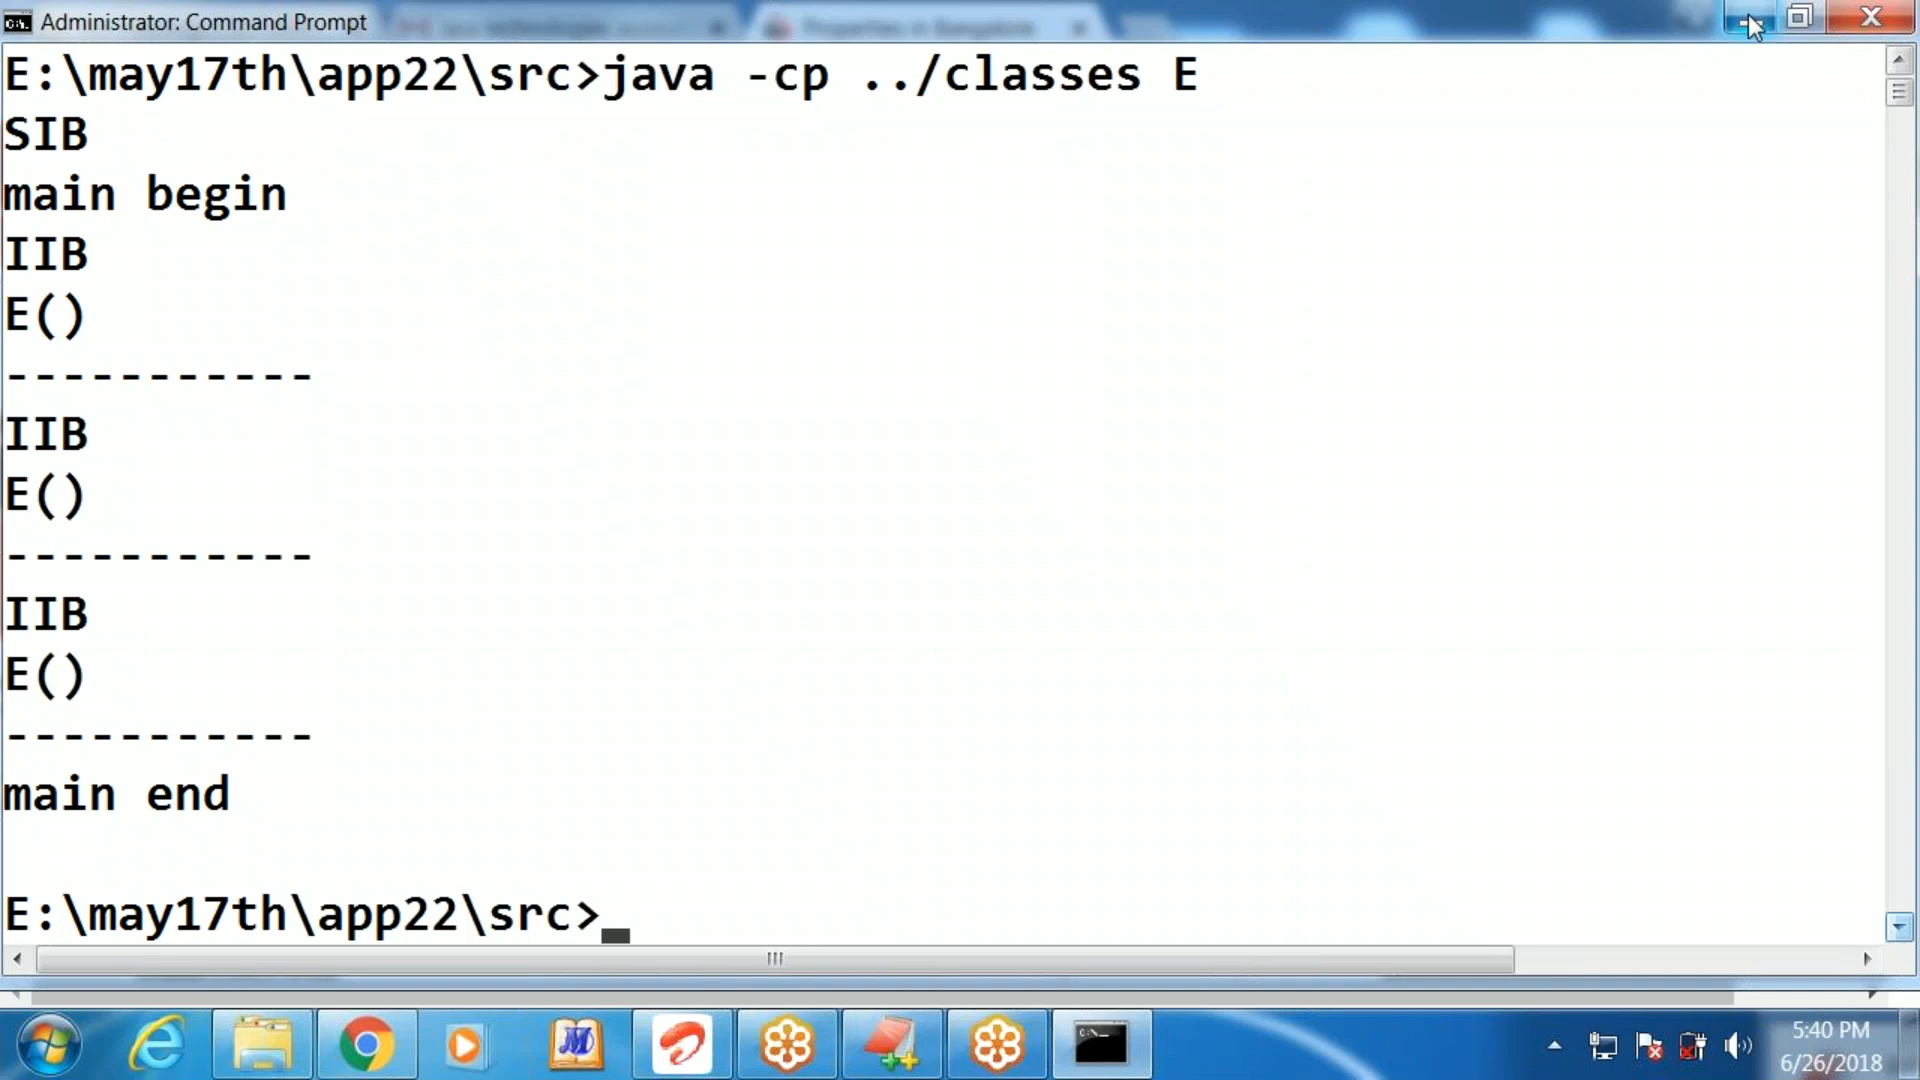 Administrator: Command Prompt
E:\may17th\app22\src>java -cp ../classes E
SIB
main begin
IIB
E()
-----------
IIB
E()
-----------
IIB
E()
-----------
main end
E:\may17th\app22\src>
5:40 PM
6/26/2018